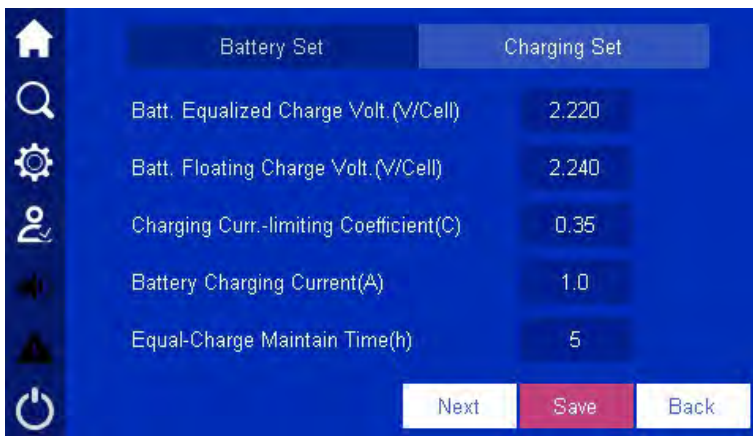 Battery Set Charging Set
Batt. Equalized Charge Volt.(V/Cell) 2.220
Batt. Floating Charge Volt.(V/Cell) 2.240
Charging Curr.-limiting Coefficient(C) 0.35
Battery Charging Current(A) 1.0
Equal-Charge Maintain Time(h) 5
Next Save Back